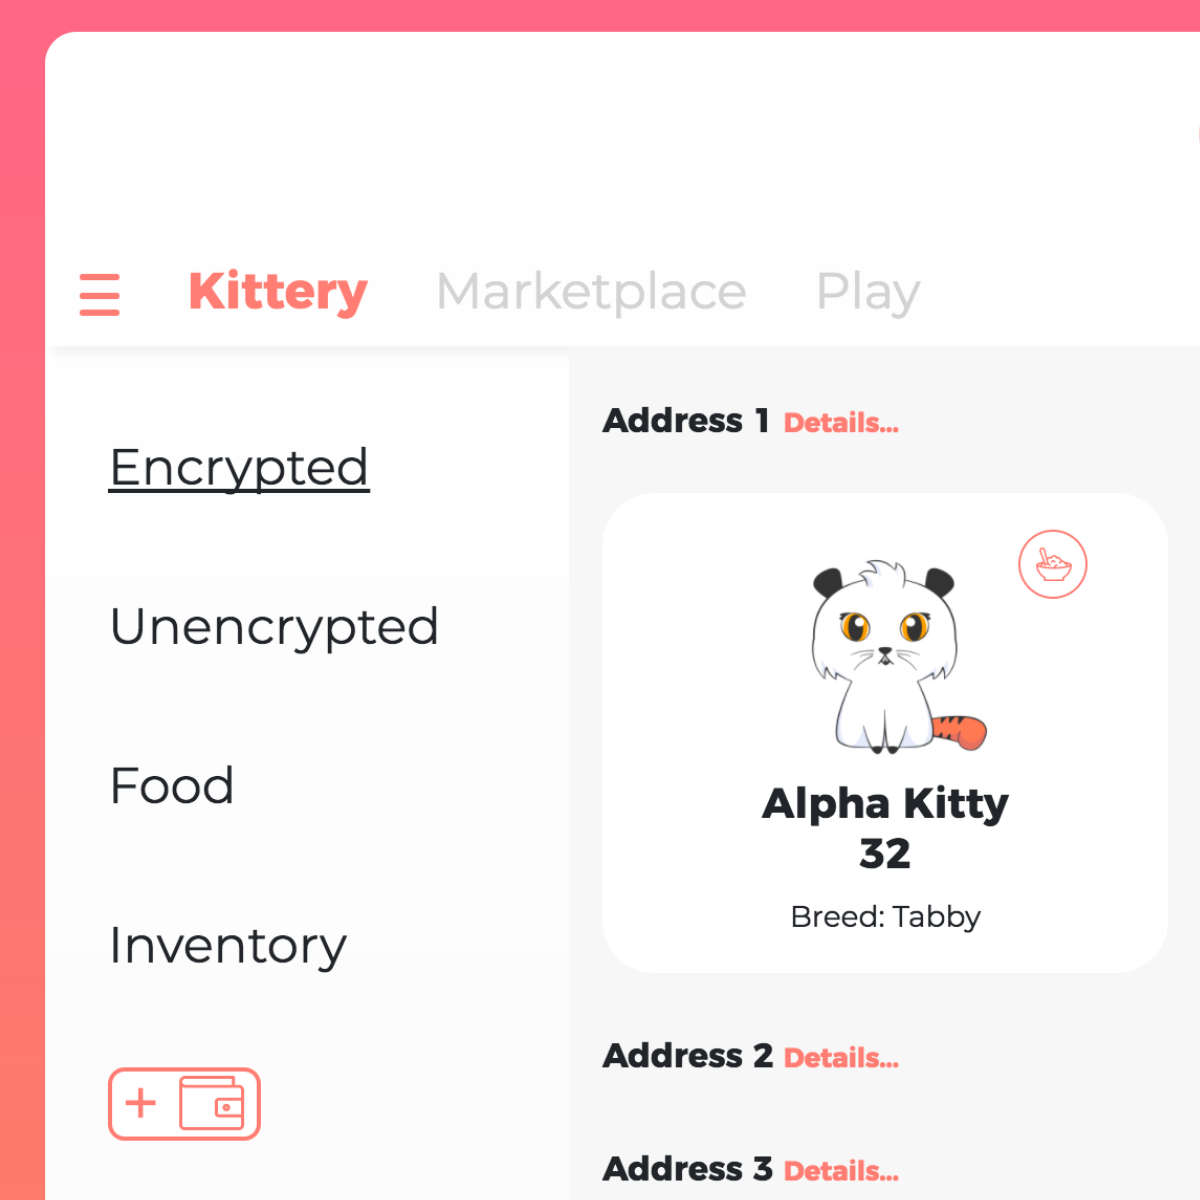 Kittery Marketplace Play
Encrypted
Unencrypted
Food
Inventory
Address 1 Details...
Alpha Kitty
32
Breed: Tabby
Address 2 Details...
Address 3 Details...